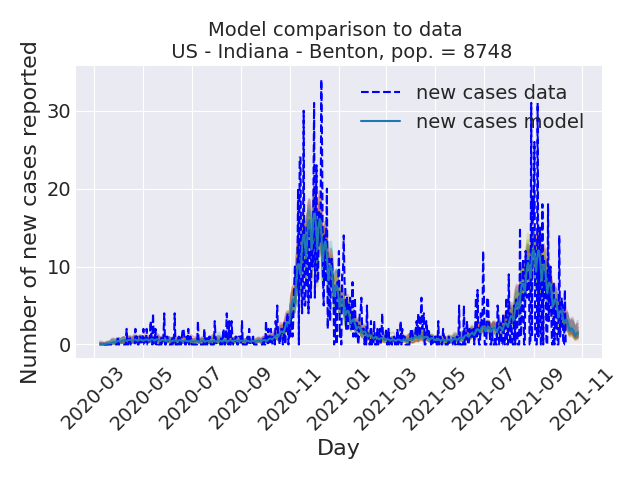 Model comparison to data
US - Indiana - Benton, pop. = 8748
Number of new cases reported
30
20
10
0
new cases data
new cases model
2020-03
2020-05
2020-07
2020-09
2020-11
2021-01
2021-03
2021-05
2021-07
2021-09
2021-11
Day